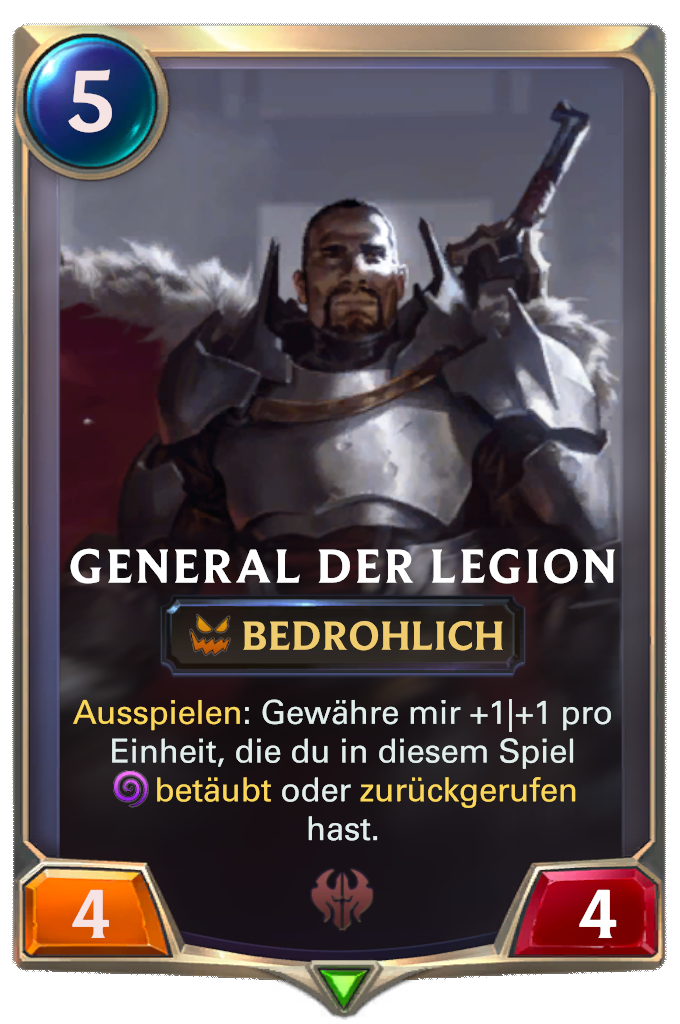 5
GENERAL DER LEGION
BEDROHLICH
Ausspielen: Gewähre mir +1|+1 pro
Einheit, die du in diesem Spiel
betäubt oder zurückgerufen
hast.
4
4